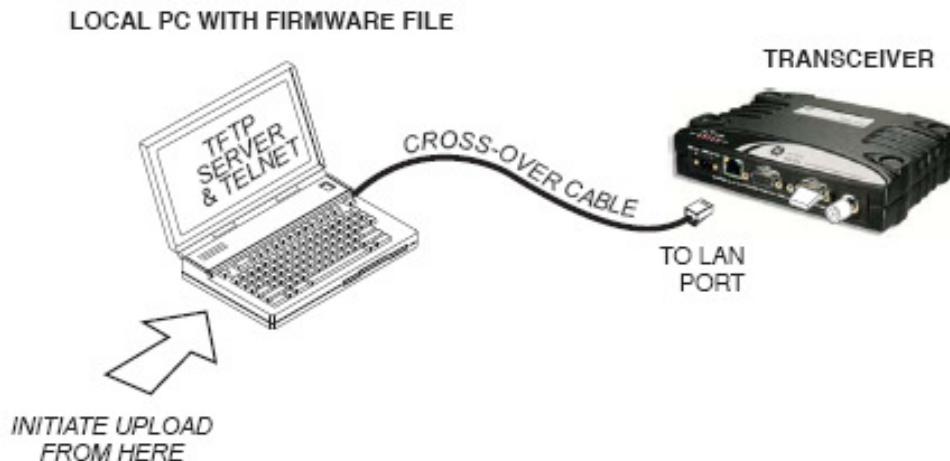 LOCAL PC WITH FIRMWARE FILE
TRANSCEIVER
TFTP
SERVER
& TELNET
CROSS-OVER CABLE
TO LAN
PORT
INITIATE UPLOAD
FROM HERE